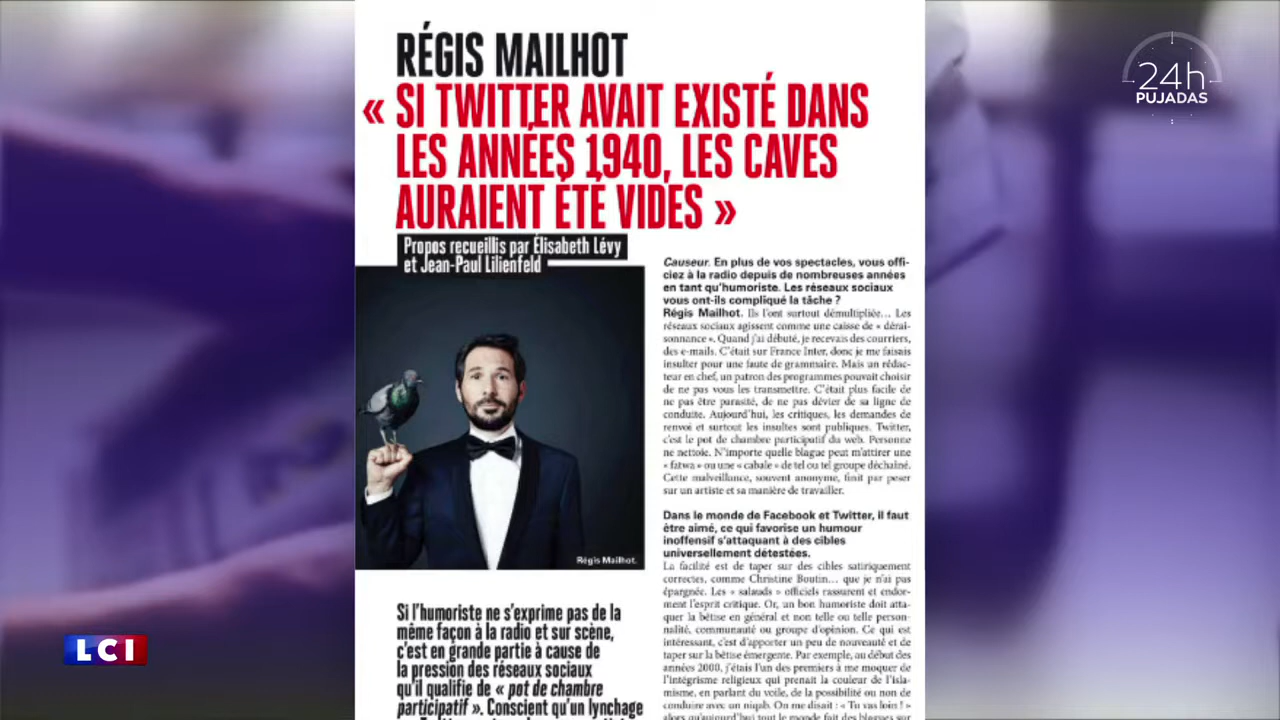 24h
PUJADAS
RÉGIS MAILHOT
« SI TWITTER AVAIT EXISTÉ DANS
LES ANNÉES 1940, LES CAVES
AURAIENT ÉTÉ VIDES »
Propos recueillis par Élisabeth Lévy
et Jean-Paul Lilienfeld
Régis Mailhot.
Si l'humoriste ne s'exprime pas de la
même façon à la radio et sur scène,
c'est en grande partie à cause de
la pression des réseaux sociaux
qu'il qualifie de « pot de chambre
participatif ». Conscient qu'un lynchage
Causeur. En plus de vos spectacles, vous offi-
ciez à la radio depuis de nombreuses années
en tant qu'humoriste. Les réseaux sociaux
vous ont-ils compliqué la tâche ?
Régis Mailhot. Ils l'ont surtout démultipliée... Les
réseaux sociaux agissent comme une caisse de « dérai-
sonnance ». Quand j'ai débuté, je recevais des courriers,
des e-mails. C'était sur France Inter, donc je me faisais
insulter pour une faute de grammaire. Mais un rédac-
teur en chef, un patron des programmes pouvait choisir
de ne pas vous les transmettre. C'était plus facile de
ne pas être parasité, de ne pas dévier de sa ligne de
conduite. Aujourd'hui, les critiques, les demandes de
renvoi et surtout les insultes sont publiques. Twitter,
c'est le pot de chambre participatif du web. Personne
ne nettoie. N'importe quelle blague peut m'attirer une
« fatwa » ou une « cabale » de tel ou tel groupe déchaîné.
Cette malveillance, souvent anonyme, finit par peser
sur un artiste et sa manière de travailler.
Dans le monde de Facebook et Twitter, il faut
être aimé, ce qui favorise un humour
inoffensif s'attaquant à des cibles
universellement détestées.
La facilité est de taper sur des cibles satiriquement
correctes, comme Christine Boutin... que je n'ai pas
épargnée. Les « salauds » officiels rassurent et endor-
ment l'esprit critique. Or, un bon humoriste doit atta-
quer la bêtise en général et non telle ou telle person-
nalité, communauté ou groupe d'opinion. Ce qui est
intéressant, c'est d'apporter un peu de nouveauté et de
taper sur la bêtise émergente. Par exemple, au début des
années 2000, j'étais l'un des premiers à me moquer de
l'intégrisme religieux qui prenait la couleur de l'isla-
misme, en parlant du voile, de la possibilité ou non de
conduire avec un niqab. On me disait : « Tu vas loin ! »
alors qu'aujourd'hui tout le monde fait des blagues sur
LCI